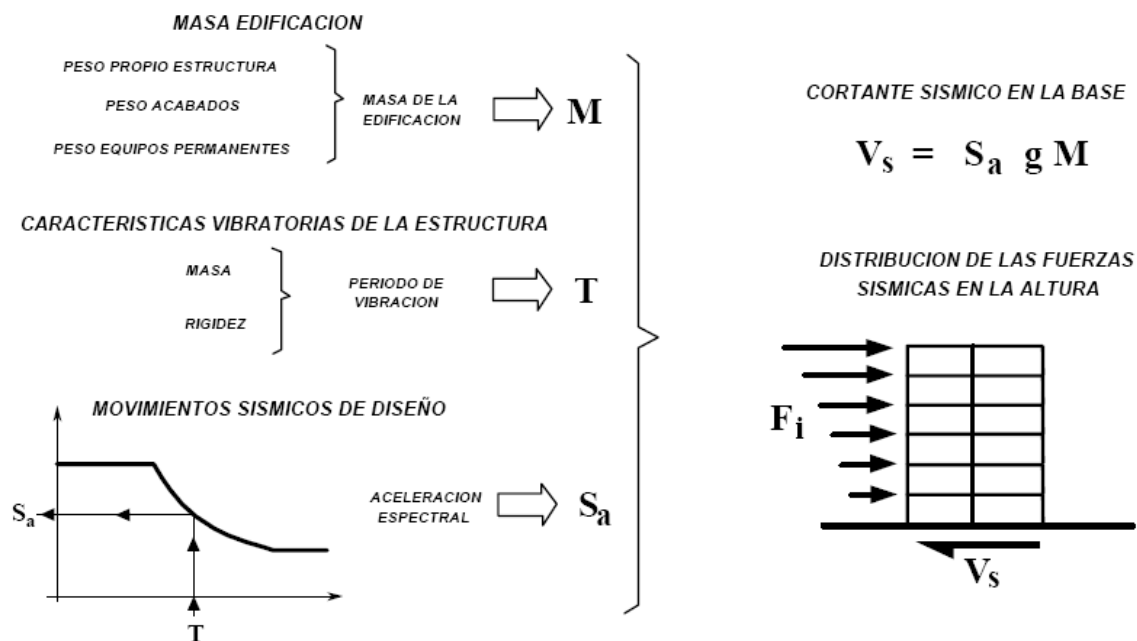 MASA EDIFICACION
PESO PROPIO ESTRUCTURA
PESO ACABADOS
PESO EQUIPOS PERMANENTES
MASA DE LA
EDIFICACION
M
CARACTERISTICAS VIBRATORIAS DE LA ESTRUCTURA
MASA
RIGIDEZ
PERIODO DE
VIBRACION
T
MOVIMIENTOS SISMICOS DE DISEÑO
Sa
T
ACELERACION
ESPECTRAL
Sa
CORTANTE SISMICO EN LA BASE
Vs = Sa g M
DISTRIBUCION DE LAS FUERZAS
SISMICAS EN LA ALTURA
Fi
Vs